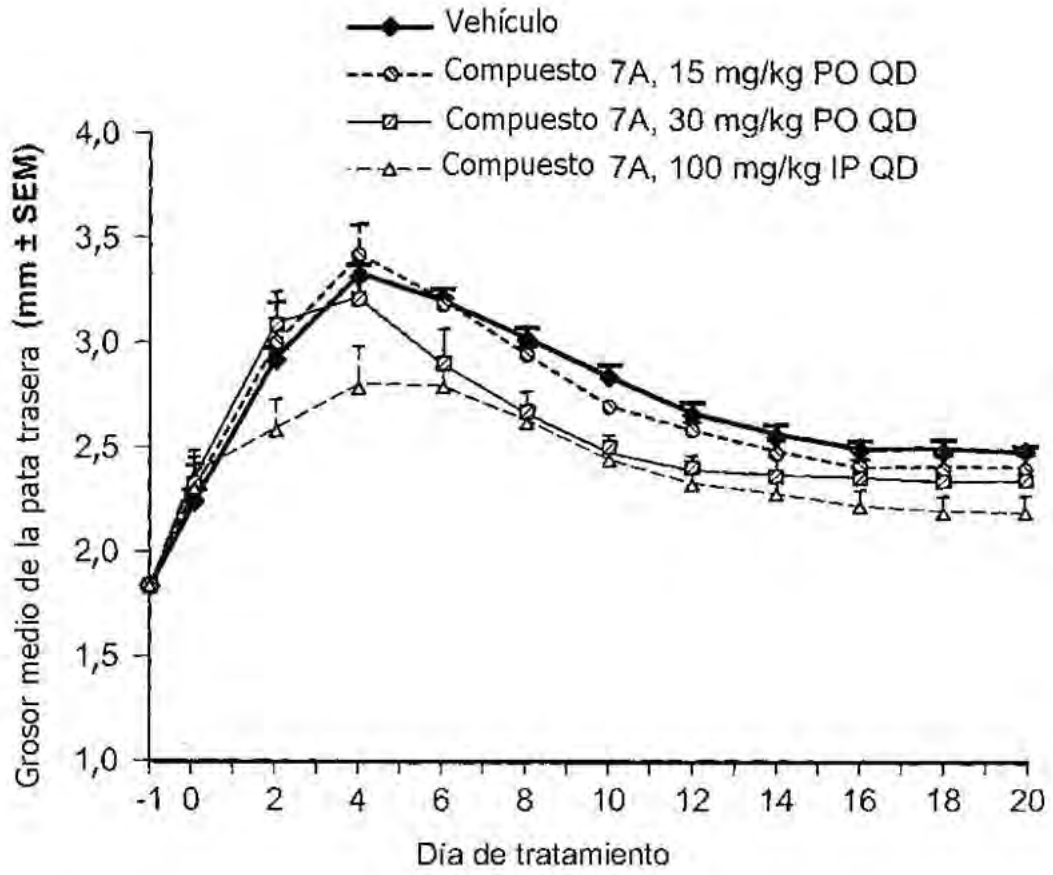 Vehículo
Compuesto 7A, 15 mg/kg PO QD
Compuesto 7A, 30 mg/kg PO QD
Compuesto 7A, 100 mg/kg IP QD
Grosor medio de la pata trasera (mm ± SEM)
4,0
3,5
3,0
2,5
2,0
1,5
1,0
-1 0 2 4 6 8 10 12 14 16 18 20
Día de tratamiento